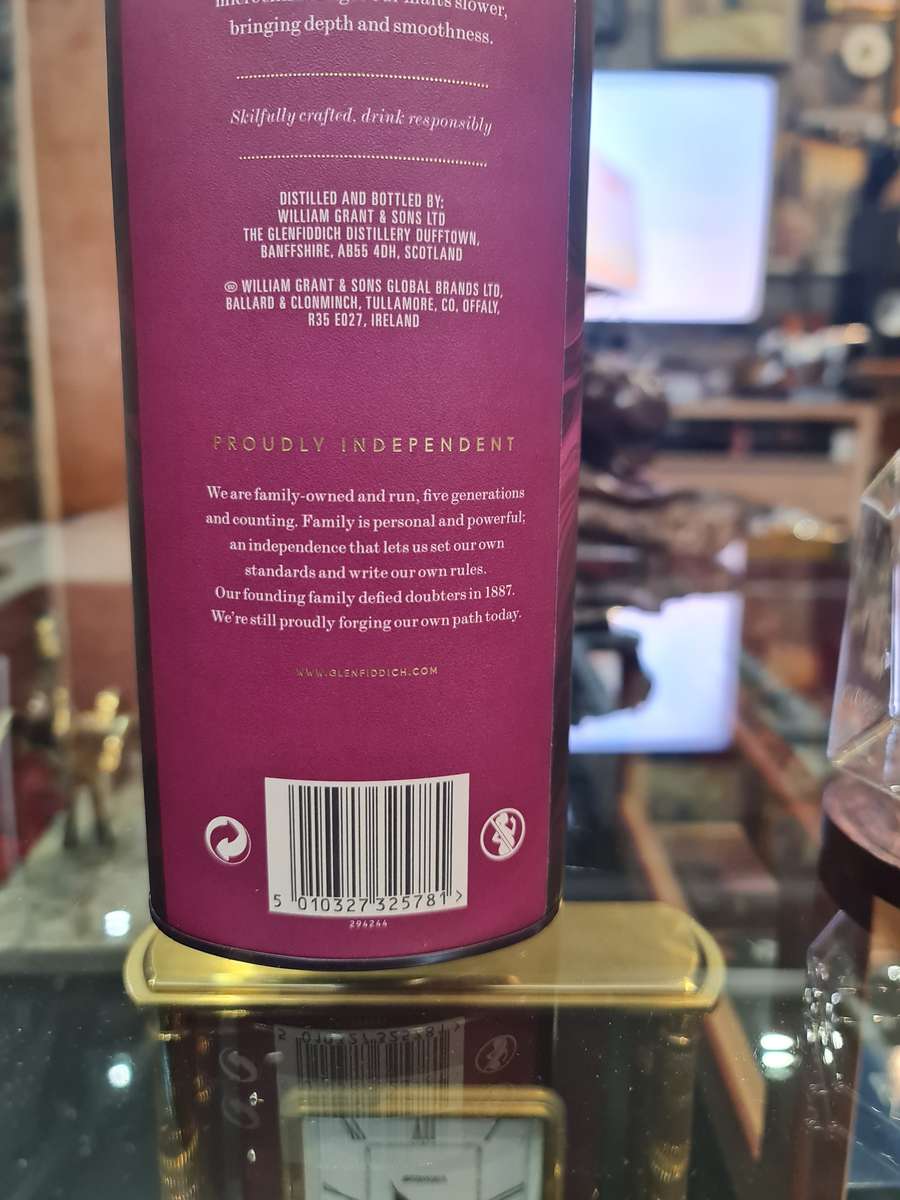 our malts slower,
bringing depth and smoothness.
Skilfully crafted, drink responsibly
DISTILLED AND BOTTLED BY:
WILLIAM GRANT & SONS LTD
THE GLENFIDDICH DISTILLERY DUFFTOWN,
BANFFSHIRE, AB55 4DH, SCOTLAND
WILLIAM GRANT & SONS GLOBAL BRANDS LTD,
BALLARD & CLONMINCH, TULLAMORE, CO. OFFALY,
R35 E027, IRELAND
PROUDLY INDEPENDENT
We are family-owned and run, five generations
and counting. Family is personal and powerful;
an independence that lets us set our own
standards and write our own rules.
Our founding family defied doubters in 1887.
We're still proudly forging our own path today.
WWW.GLENFIDDICH.COM
5 010327 325781 >
294244